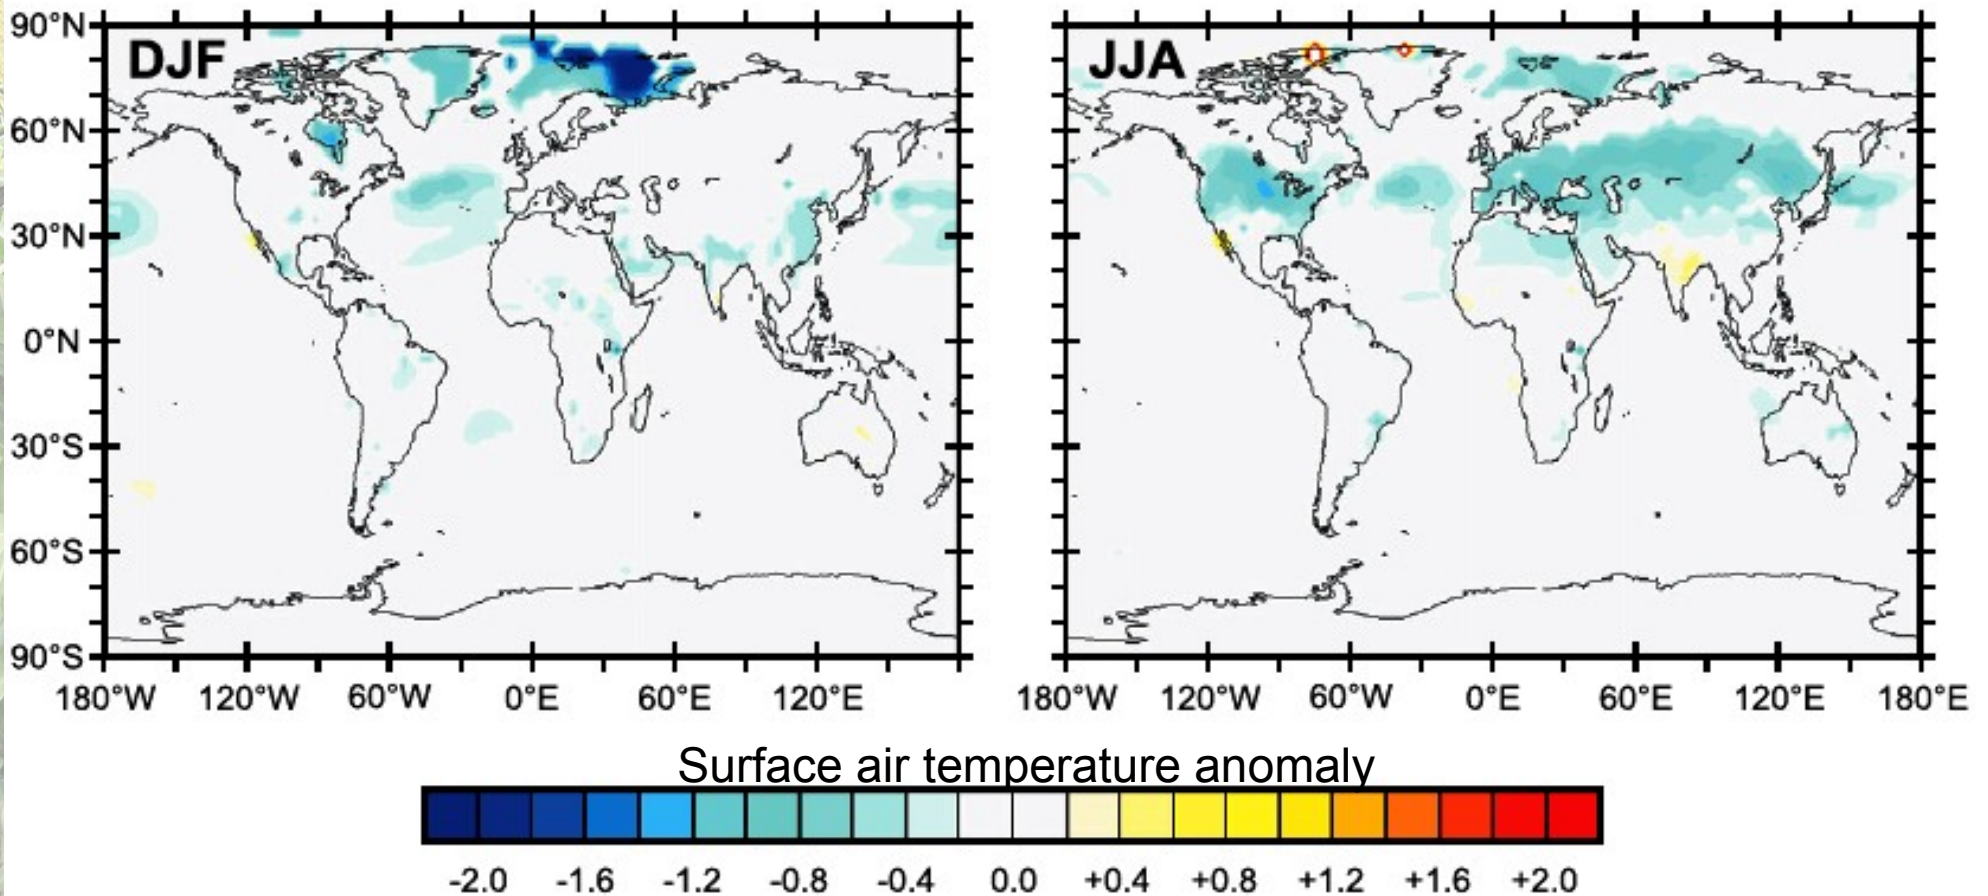 DJF
JJA
90°N
60°N
30°N
0°N
30°S
60°S
90°S
180°W 120°W 60°W 0°E 60°E 120°E
180°W 120°W 60°W 0°E 60°E 120°E 180°E
Surface air temperature anomaly
-2.0 -1.6 -1.2 -0.8 -0.4 0.0 +0.4 +0.8 +1.2 +1.6 +2.0